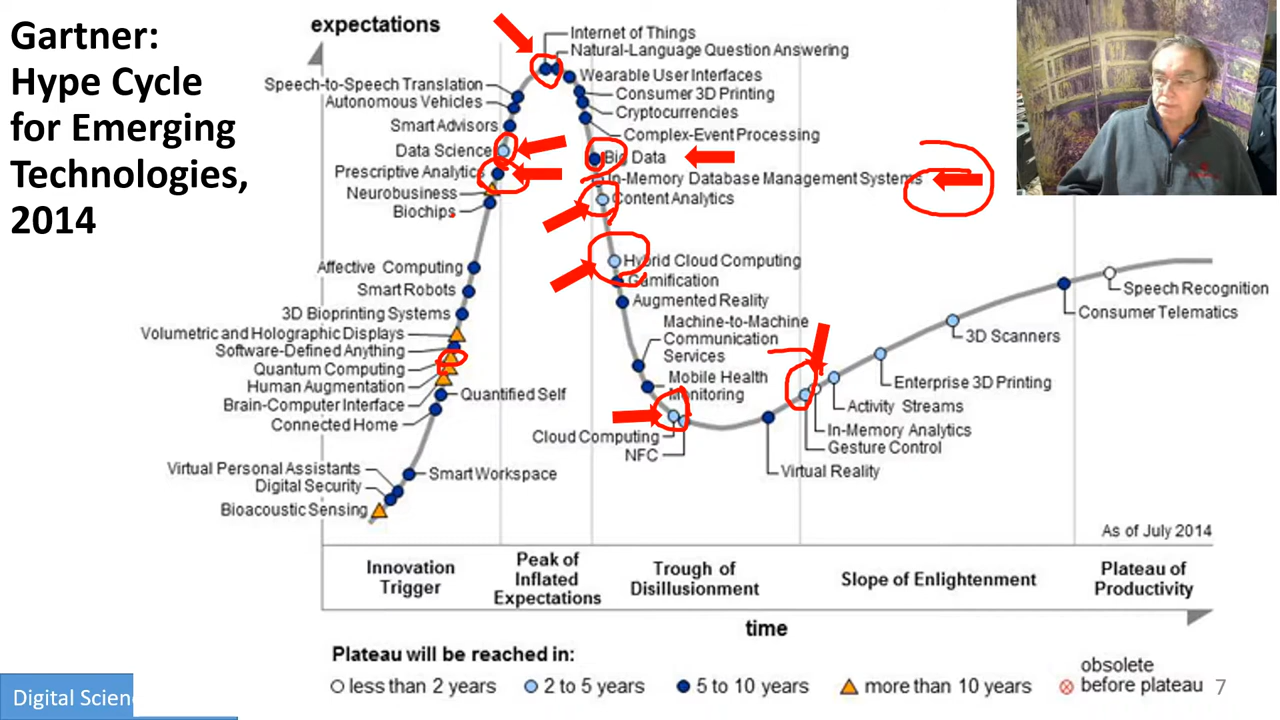 Gartner:
Hype Cycle
for Emerging
Technologies,
2014
expectations
Internet of Things
Natural-Language Question Answering
Wearable User Interfaces
Consumer 3D Printing
Cryptocurrencies
Complex-Event Processing
Big Data
In-Memory Database Management Systems
Content Analytics
Hybrid Cloud Computing
Gamification
Augmented Reality
Machine-to-Machine
Communication
Services
Mobile Health
Monitoring
Speech-to-Speech Translation
Autonomous Vehicles
Smart Advisors
Data Science
Prescriptive Analytics
Neurobusiness
Biochips
Affective Computing
Smart Robots
3D Bioprinting Systems
Volumetric and Holographic Displays
Software-Defined Anything
Quantum Computing
Human Augmentation
Brain-Computer Interface
Connected Home
Quantified Self
Virtual Personal Assistants
Smart Workspace
Digital Security
Bioacoustic Sensing
Cloud Computing
NFC
Virtual Reality
Gesture Control
In-Memory Analytics
Activity Streams
Enterprise 3D Printing
3D Scanners
Consumer Telematics
Speech Recognition
As of July 2014
Innovation
Trigger
Peak of
Inflated
Expectations
Trough of
Disillusionment
Slope of Enlightenment
Plateau of
Productivity
time
Plateau will be reached in:
less than 2 years
2 to 5 years
5 to 10 years
more than 10 years
obsolete
before plateau
7
Digital Scien